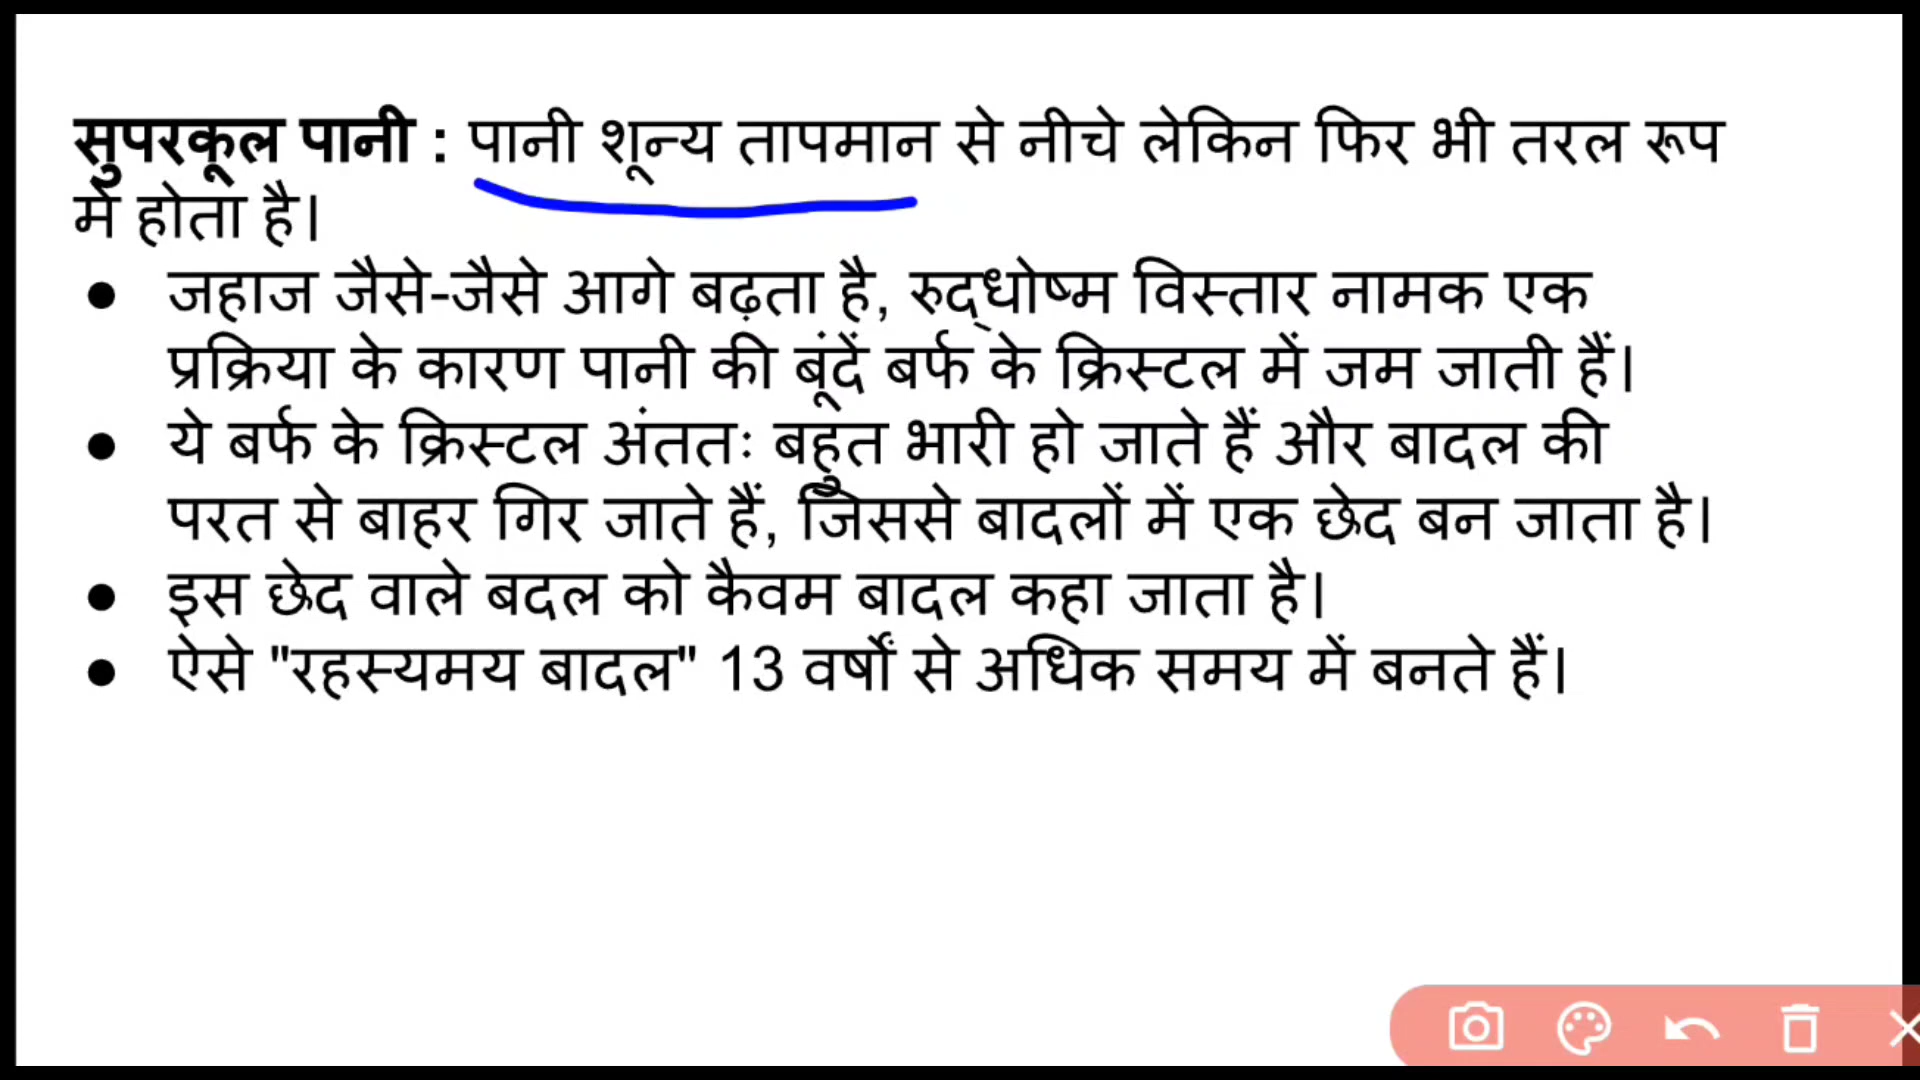 सुपरकूल पानी : पानी शून्य तापमान से नीचे लेकिन फिर भी तरल रूप
में होता है।
● जहाज जैसे-जैसे आगे बढ़ता है, रुद्धोष्म विस्तार नामक एक
प्रक्रिया के कारण पानी की बूंदें बर्फ के क्रिस्टल में जम जाती हैं।
● ये बर्फ के क्रिस्टल अंततः बहुत भारी हो जाते हैं और बादल की
परत से बाहर गिर जाते हैं, जिससे बादलों में एक छेद बन जाता है।
● इस छेद वाले बदल को कैवम बादल कहा जाता है।
● ऐसे "रहस्यमय बादल" 13 वर्षों से अधिक समय में बनते हैं।